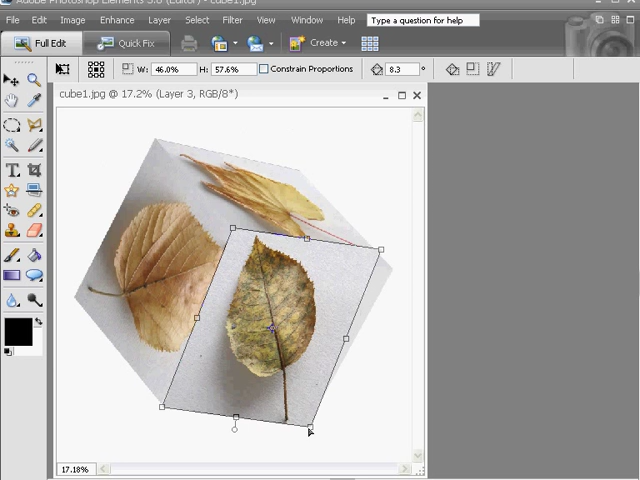 Adobe Photoshop Elements 5.0 (Editor) - cube1.jpg
File Edit Image Enhance Layer Select Filter View Window Help Type a question for help
Full Edit Quick Fix Create
W: 46.0% H: 57.6% Constrain Proportions 8.3 °
cube1.jpg @ 17.2% (Layer 3, RGB/8*)
T
17.18%